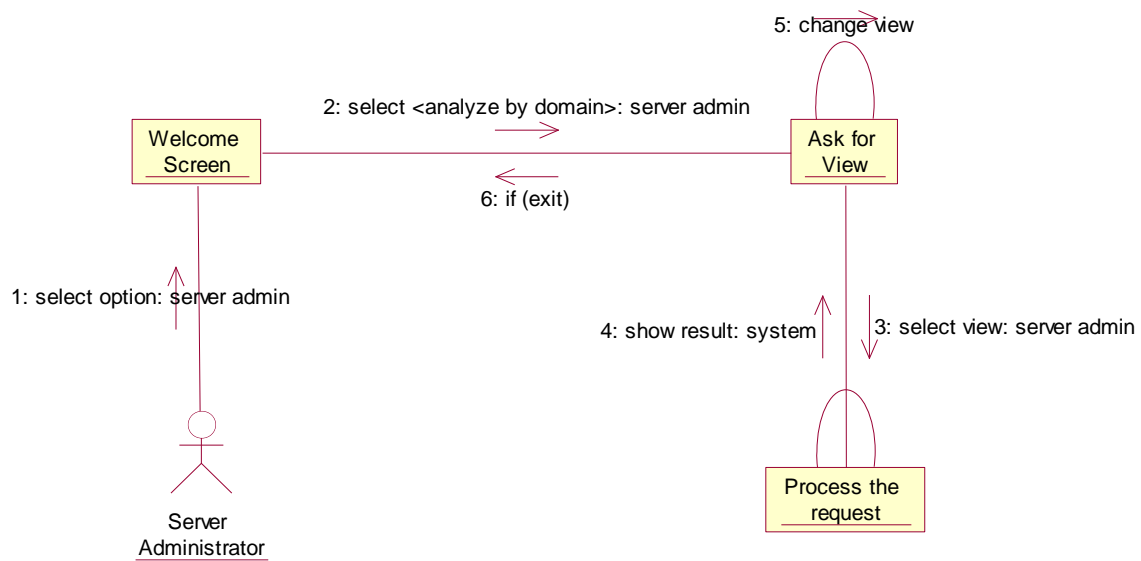 5: change view
2: select <analyze by domain>: server admin
Welcome
Screen
Ask for
View
6: if (exit)
1: select option: server admin
4: show result: system
3: select view: server admin
Process the
request
Server
Administrator